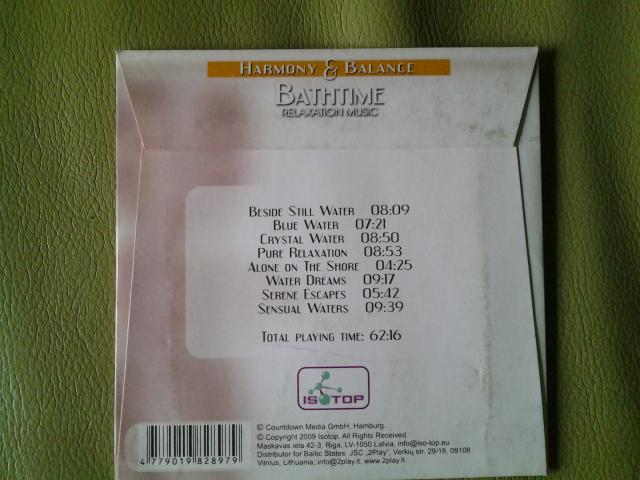 HARMONY & BALANCE
BATHTIME
RELAXATION MUSIC
BESIDE STILL WATER 08:09
BLUE WATER 07:21
CRYSTAL WATER 08:50
PURE RELAXATION 08:53
ALONE ON THE SHORE 04:25
WATER DREAMS 09:17
SERENE ESCAPES 05:42
SENSUAL WATERS 09:39
TOTAL PLAYING TIME: 62:16
ISOTOP
© Countdown Media GmbH, Hamburg.
© Copyright 2009 Isotop. All Rights Received
Maskavas iela 42-3, Riga, LV-1050 Latvia, info@iso-top.eu
Distributor for Baltic States: JSC „2Play", Verkių str. 29/18, 09108
Vilnius, Lithuania, info@2play.lt, www.2play.lt
4 779019 828979